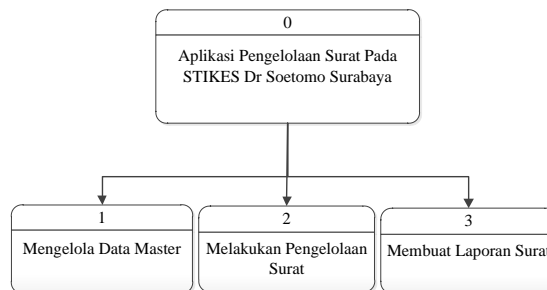 0
Aplikasi Pengelolaan Surat Pada
STIKES Dr Soetomo Surabaya
1
Mengelola Data Master
2
Melakukan Pengelolaan
Surat
3
Membuat Laporan Surat